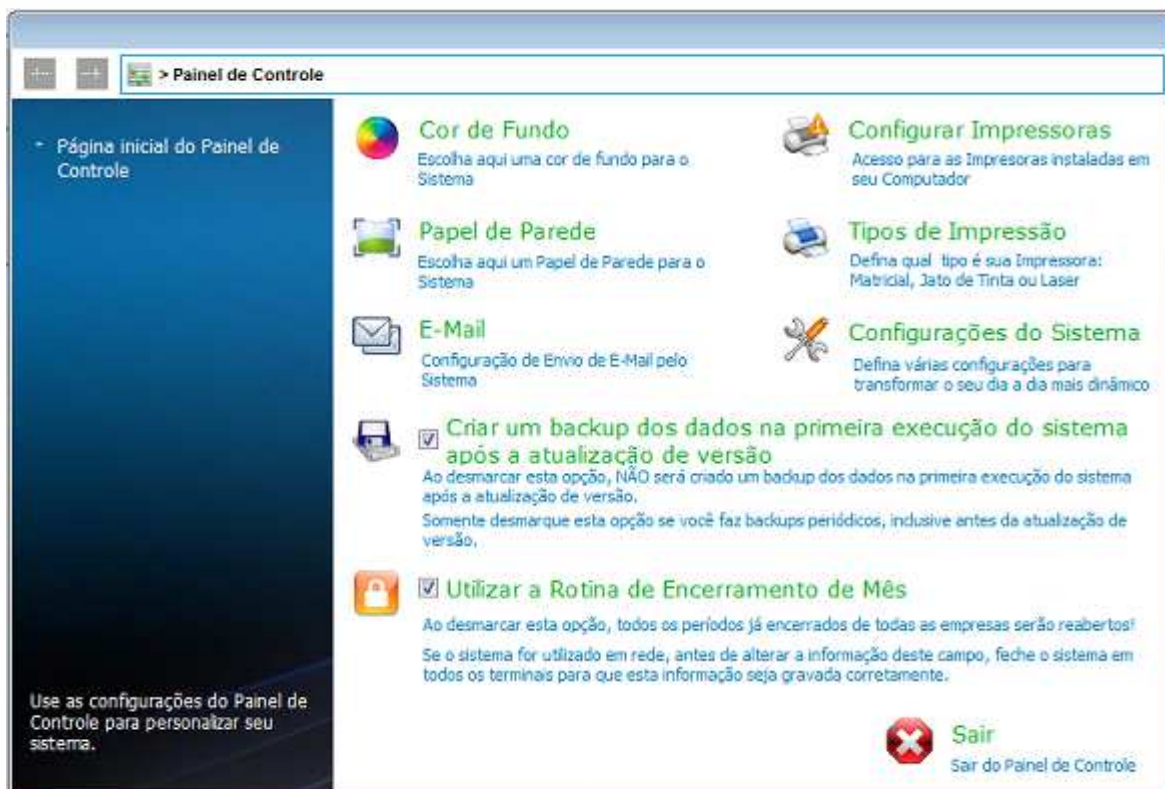 > Painel de Controle
Página inicial do Painel de
Controle
Use as configurações do Painel de
Controle para personalizar seu
sistema.
Cor de Fundo
Escolha aqui uma cor de fundo para o
Sistema
Configurar Impressoras
Acesso para as Impresoras instaladas em
seu Computador
Papel de Parede
Escolha aqui um Papel de Parede para o
Sistema
Tipos de Impressão
Defina qual tipo é sua Impressora:
Matricial, Jato de Tinta ou Laser
E-Mail
Configuração de Envio de E-Mail pelo
Sistema
Configurações do Sistema
Defina várias configurações para
transformar o seu dia a dia mais dinâmico
Criar um backup dos dados na primeira execução do sistema
após a atualização de versão
Ao desmarcar esta opção, NÃO será criado um backup dos dados na primeira execução do sistema
após a atualização de versão.
Somente desmarque esta opção se você faz backups periódicos, inclusive antes da atualização de
versão.
Utilizar a Rotina de Encerramento de Mês
Ao desmarcar esta opção, todos os períodos já encerrados de todas as empresas serão reabertos!
Se o sistema for utilizado em rede, antes de alterar a informação deste campo, feche o sistema em
todos os terminais para que esta informação seja gravada corretamente.
Sair
Sair do Painel de Controle